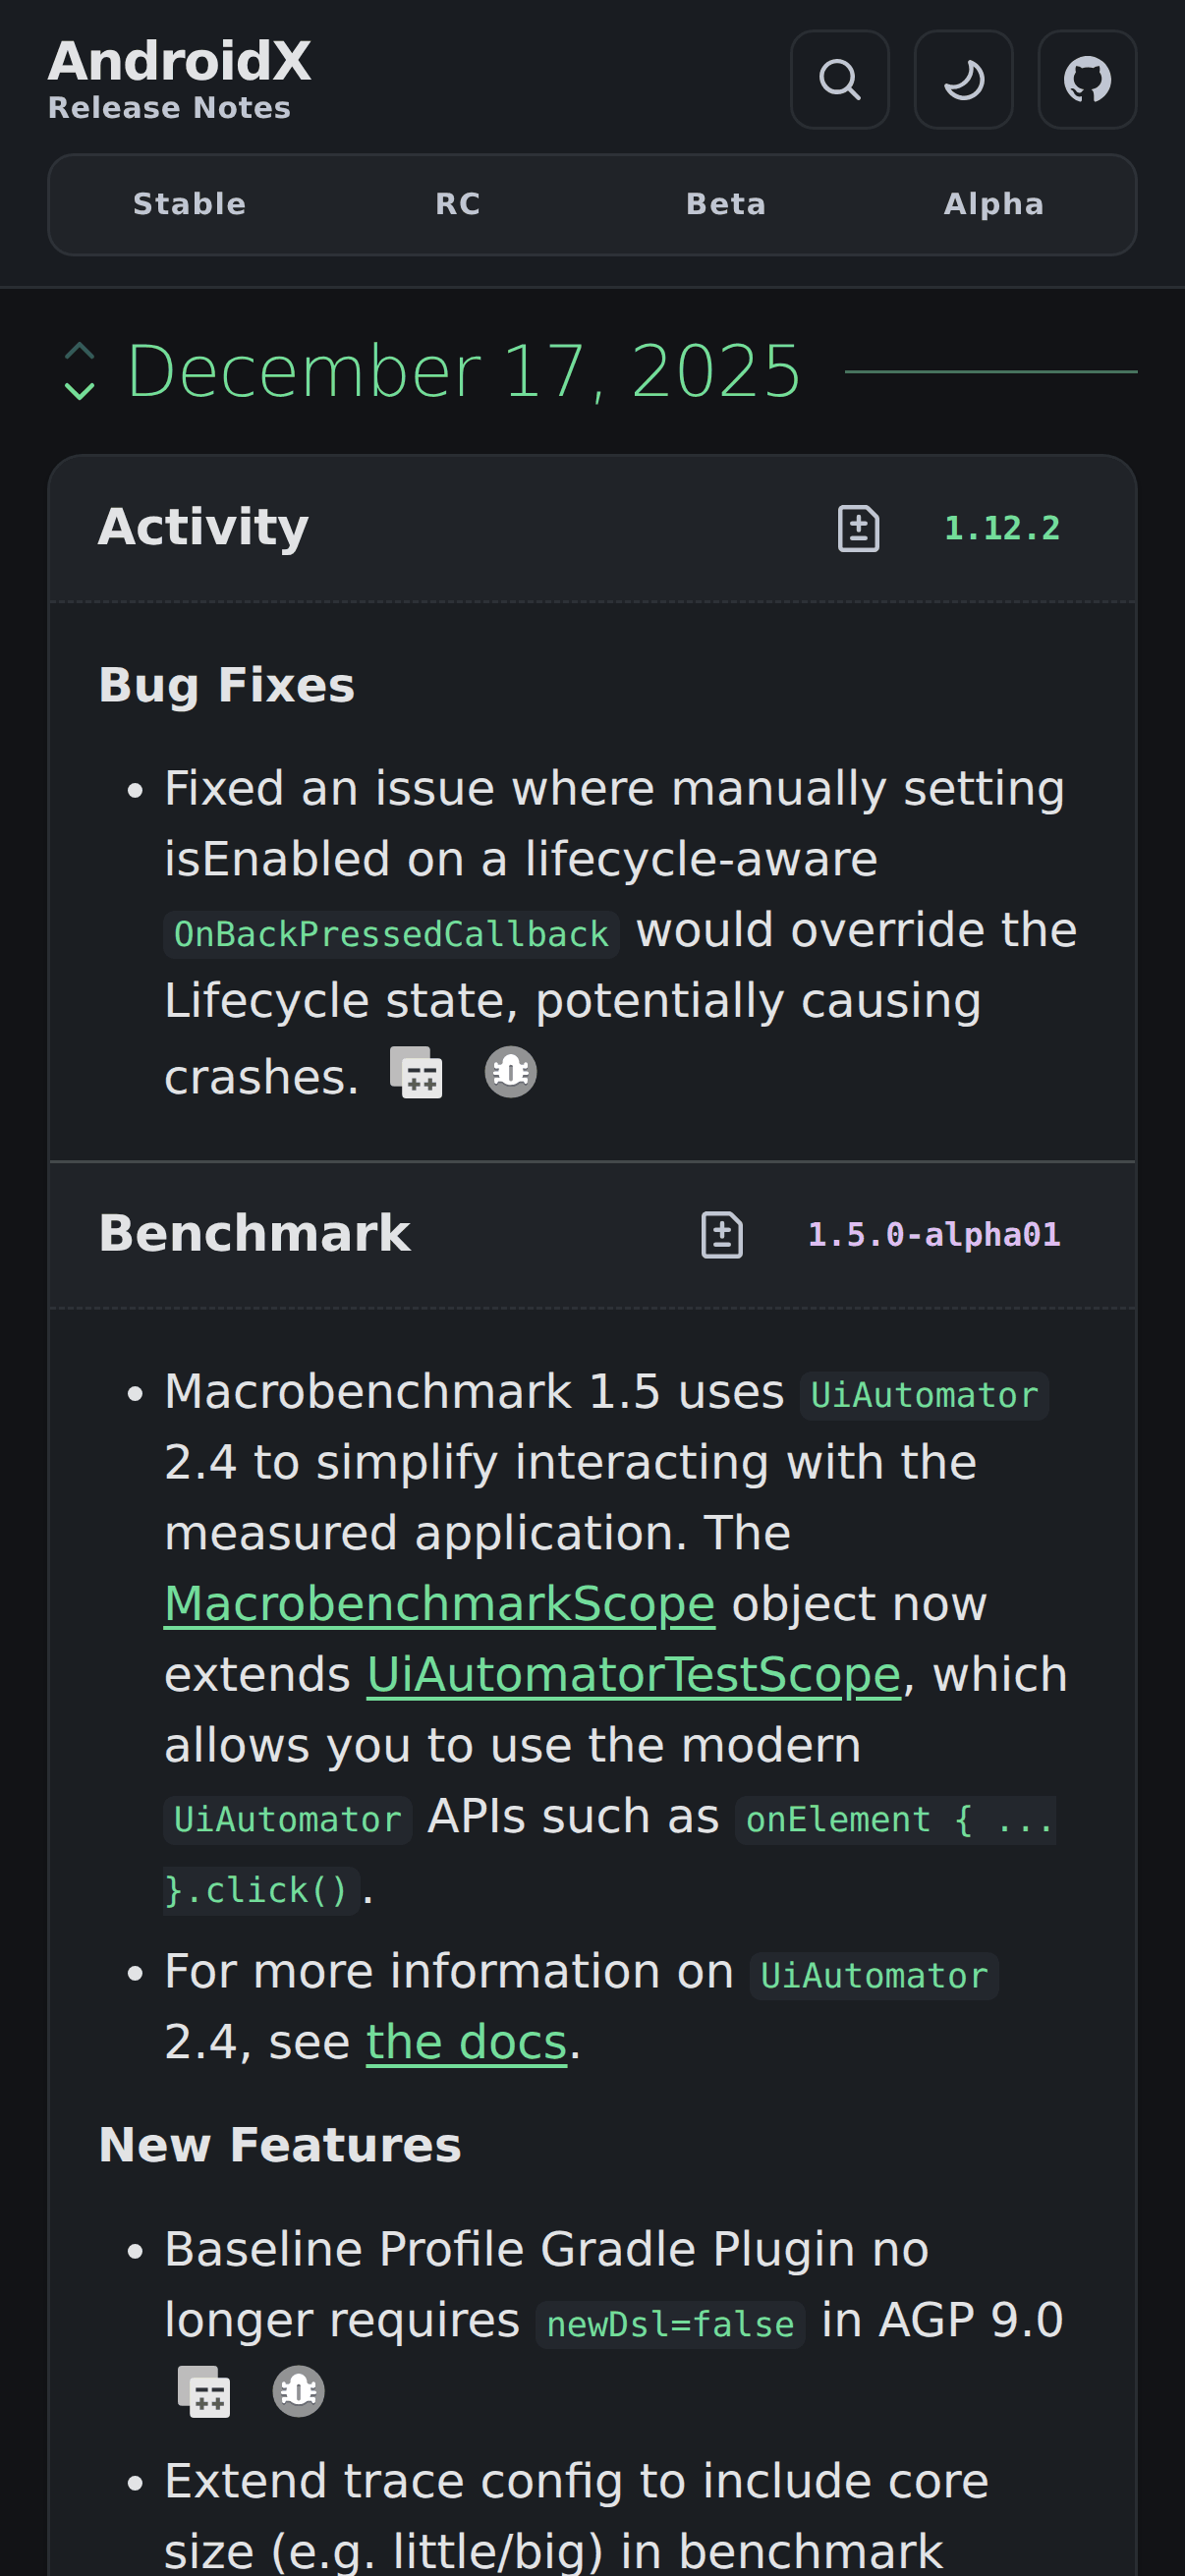 AndroidX
Release Notes
Stable RC Beta Alpha
December 17, 2025
Activity 1.12.2
Bug Fixes
• Fixed an issue where manually setting
isEnabled on a lifecycle-aware
OnBackPressedCallback would override the
Lifecycle state, potentially causing
crashes.
Benchmark 1.5.0-alpha01
• Macrobenchmark 1.5 uses UiAutomator
2.4 to simplify interacting with the
measured application. The
MacrobenchmarkScope object now
extends UiAutomatorTestScope, which
allows you to use the modern
UiAutomator APIs such as onElement { ...
}.click().
• For more information on UiAutomator
2.4, see the docs.
New Features
• Baseline Profile Gradle Plugin no
longer requires newDsl=false in AGP 9.0
• Extend trace config to include core
size (e.g. little/big) in benchmark